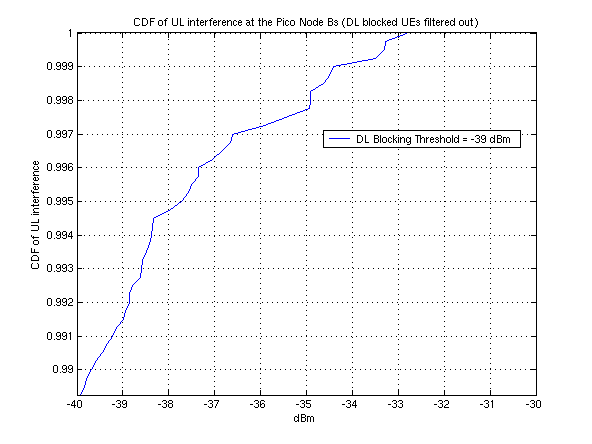 CDF of UL interference at the Pico Node Bs (DL blocked UEs filtered out)
1
0.999
0.998
0.997
0.996
0.995
0.994
0.993
0.992
0.991
0.99
CDF of UL interference
DL Blocking Threshold = -39 dBm
-40 -39 -38 -37 -36 -35 -34 -33 -32 -31 -30
dBm